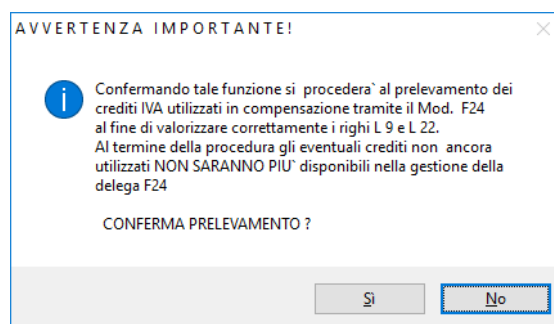 AVVERTENZA IMPORTANTE!
Confermando tale funzione si procedera` al prelevamento dei
crediti IVA utilizzati in compensazione tramite il Mod. F24
al fine di valorizzare correttamente i righi L 9 e L 22.
Al termine della procedura gli eventuali crediti non ancora
utilizzati NON SARANNO PIU` disponibili nella gestione della
delega F24
CONFERMA PRELEVAMENTO ?
Sì
No